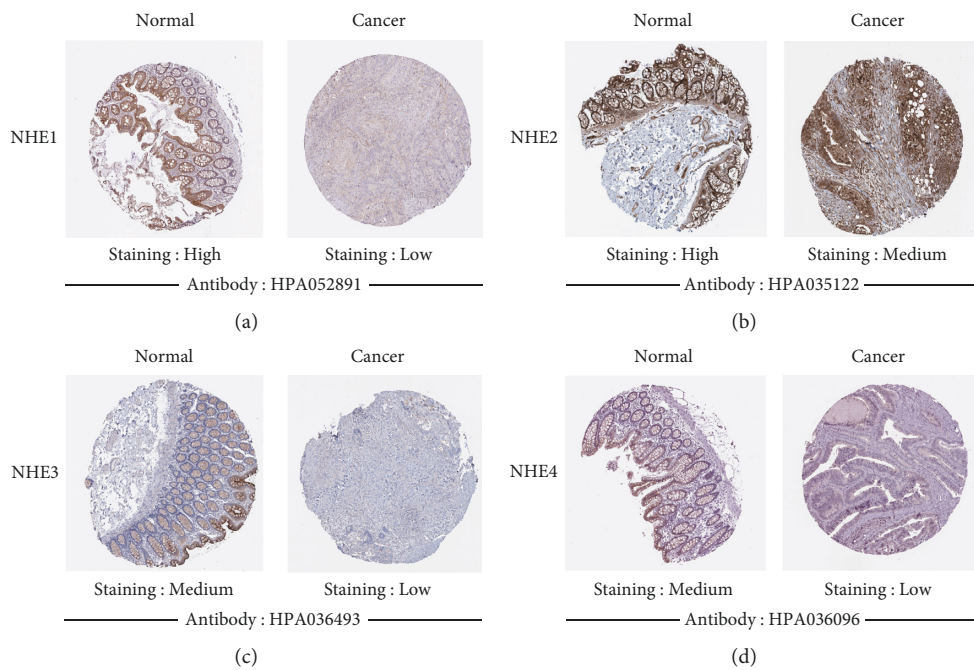 Normal
Cancer
NHE1
Staining : High
Staining : Low
Antibody : HPA052891
(a)
Normal
Cancer
NHE2
Staining : High
Staining : Medium
Antibody : HPA035122
(b)
Normal
Cancer
NHE3
Staining : Medium
Staining : Low
Antibody : HPA036493
(c)
Normal
Cancer
NHE4
Staining : Medium
Staining : Low
Antibody : HPA036096
(d)